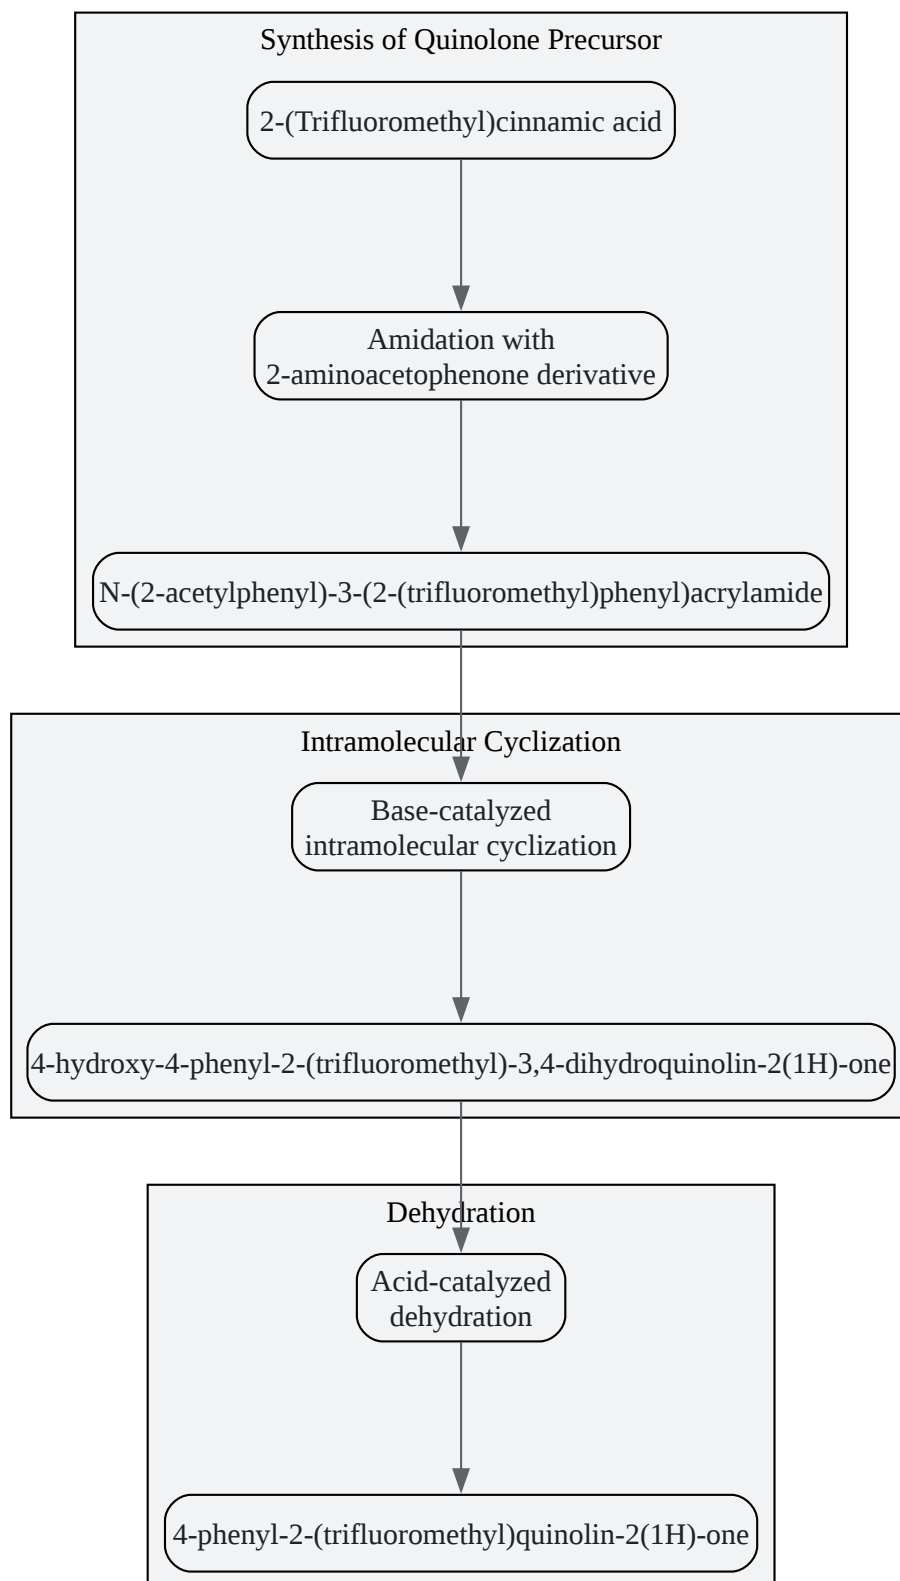 Synthesis of Quinolone Precursor
2-(Trifluoromethyl)cinnamic acid
Amidation with
2-aminoacetophenone derivative
N-(2-acetylphenyl)-3-(2-(trifluoromethyl)phenyl)acrylamide
Intramolecular Cyclization
Base-catalyzed
intramolecular cyclization
4-hydroxy-4-phenyl-2-(trifluoromethyl)-3,4-dihydroquinolin-2(1H)-one
Dehydration
Acid-catalyzed
dehydration
4-phenyl-2-(trifluoromethyl)quinolin-2(1H)-one